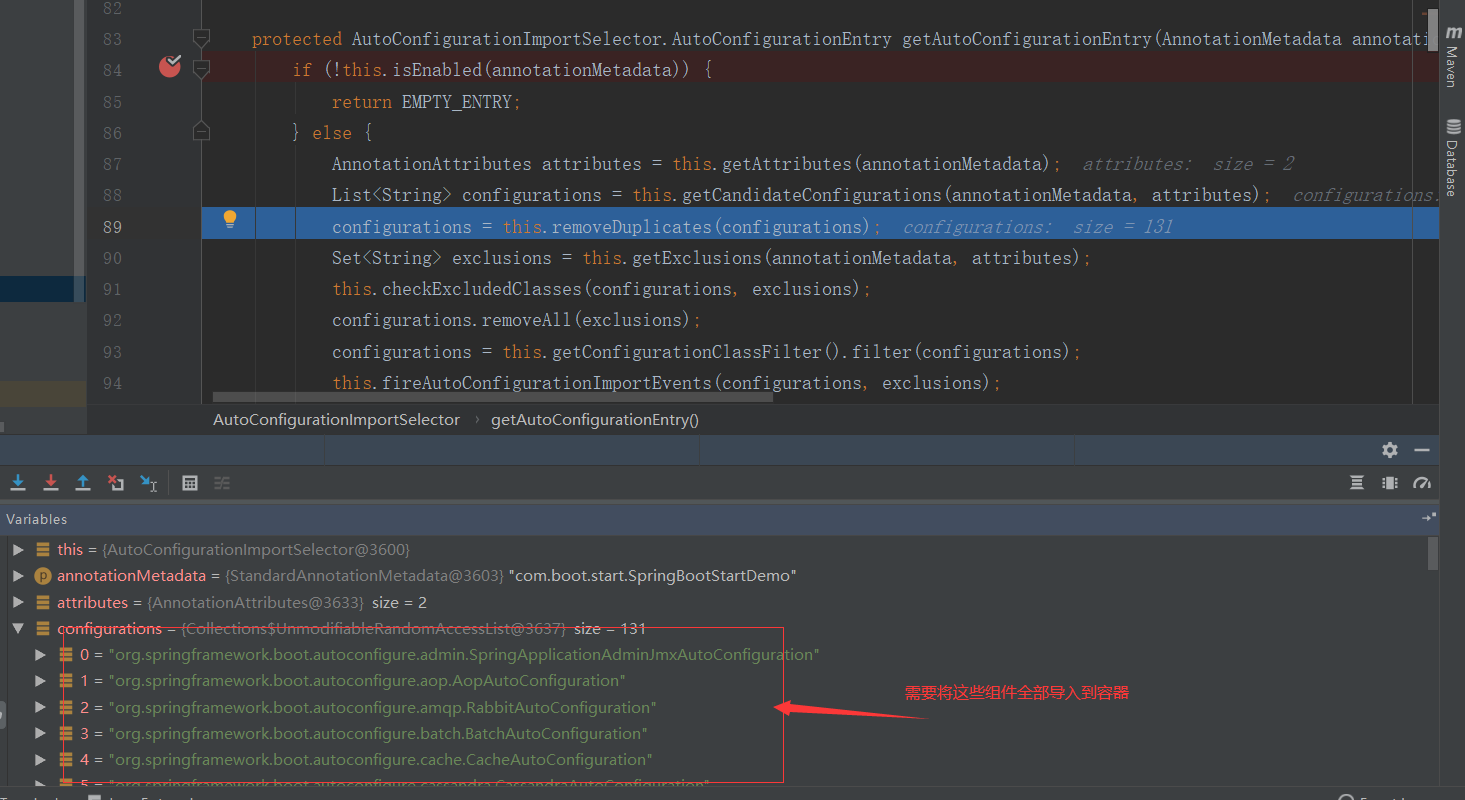 82
83 protected AutoConfigurationImportSelector.AutoConfigurationEntry getAutoConfigurationEntry(AnnotationMetadata annotati
84 if (!this.isEnabled(annotationMetadata)) {
85 return EMPTY_ENTRY;
86 } else {
87 AnnotationAttributes attributes = this.getAttributes(annotationMetadata); attributes: size = 2
88 List<String> configurations = this.getCandidateConfigurations(annotationMetadata, attributes); configurations:
89 configurations = this.removeDuplicates(configurations); configurations: size = 131
90 Set<String> exclusions = this.getExclusions(annotationMetadata, attributes);
91 this.checkExcludedClasses(configurations, exclusions);
92 configurations.removeAll(exclusions);
93 configurations = this.getConfigurationClassFilter().filter(configurations);
94 this.fireAutoConfigurationImportEvents(configurations, exclusions);
Maven
Database
AutoConfigurationImportSelector › getAutoConfigurationEntry()
Variables
this = {AutoConfigurationImportSelector@3600}
annotationMetadata = {StandardAnnotationMetadata@3603} "com.boot.start.SpringBootStartDemo"
attributes = {AnnotationAttributes@3633} size = 2
configurations = {Collections$UnmodifiableRandomAccessList@3637} size = 131
0 = "org.springframework.boot.autoconfigure.admin.SpringApplicationAdminJmxAutoConfiguration"
1 = "org.springframework.boot.autoconfigure.aop.AopAutoConfiguration"
需要将这些组件全部导入到容器
2 = "org.springframework.boot.autoconfigure.amqp.RabbitAutoConfiguration"
3 = "org.springframework.boot.autoconfigure.batch.BatchAutoConfiguration"
4 = "org.springframework.boot.autoconfigure.cache.CacheAutoConfiguration"
5 = "org.springframework.boot.autoconfigure.cassandra.CassandraAutoConfiguration"